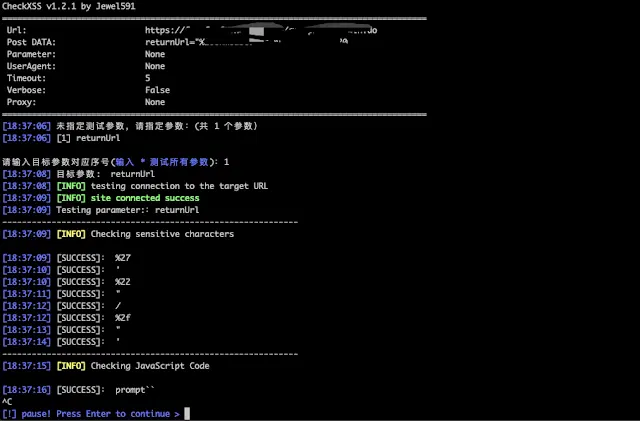 CheckXSS v1.2.1 by Jewel591
Url: https://
Post DATA: returnUrl="%
Parameter: None
UserAgent: None
Timeout: 5
Verbose: False
Proxy: None
[18:37:06] 未指定测试参数, 请指定参数: (共 1 个参数)
[18:37:06] [1] returnUrl
请输入目标参数对应序号(输入 * 测试所有参数): 1
[18:37:08] 目标参数: returnUrl
[18:37:08] [INFO] testing connection to the target URL
[18:37:09] [INFO] site connected success
[18:37:09] Testing parameter:: returnUrl
[18:37:09] [INFO] Checking sensitive characters
[18:37:09] [SUCCESS]: %27
[18:37:10] [SUCCESS]: '
[18:37:10] [SUCCESS]: %22
[18:37:11] [SUCCESS]: "
[18:37:12] [SUCCESS]: /
[18:37:12] [SUCCESS]: %2f
[18:37:13] [SUCCESS]: "
[18:37:14] [SUCCESS]: '
[18:37:15] [INFO] Checking JavaScript Code
[18:37:16] [SUCCESS]: prompt``
^C
[!] pause! Press Enter to continue >